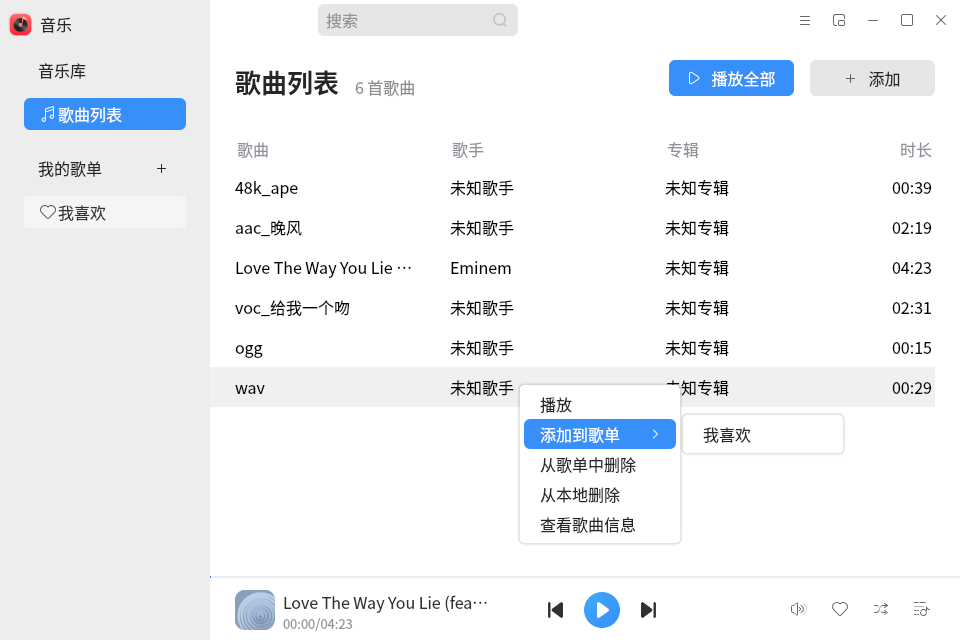 音乐
搜索
音乐库
歌曲列表
我的歌单
我喜欢
歌曲列表 6 首歌曲
播放全部
添加
歌曲 歌手 专辑 时长
48k_ape 未知歌手 未知专辑 00:39
aac_晚风 未知歌手 未知专辑 02:19
Love The Way You Lie ··· Eminem 未知专辑 04:23
voc_给我一个吻 未知歌手 未知专辑 02:31
ogg 未知歌手 未知专辑 00:15
wav 未知歌手 未知专辑 00:29
播放
添加到歌单
我喜欢
从歌单中删除
从本地删除
查看歌曲信息
Love The Way You Lie (fea···
00:00/04:23